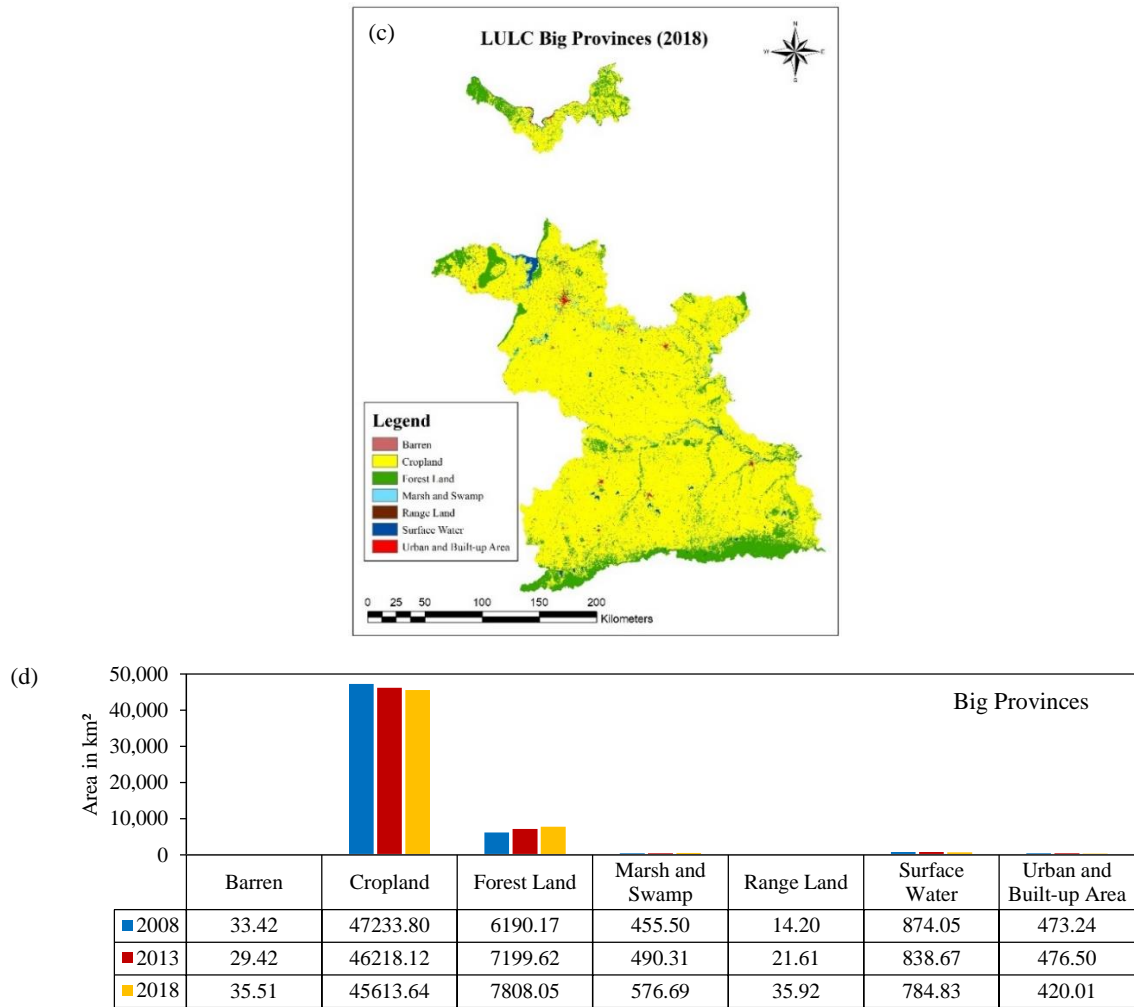 (c)
LULC Big Provinces (2018)
N
W E
S
Legend
Barren
Cropland
Forest Land
Marsh and Swamp
Range Land
Surface Water
Urban and Built-up Area
0 25 50 100 150 200
Kilometers
(d)
Big Provinces
Area in km²
50,000
40,000
30,000
20,000
10,000
0
Barren Cropland Forest Land Marsh and Swamp Range Land Surface Water Urban and Built-up Area
2008 33.42 47233.80 6190.17 455.50 14.20 874.05 473.24
2013 29.42 46218.12 7199.62 490.31 21.61 838.67 476.50
2018 35.51 45613.64 7808.05 576.69 35.92 784.83 420.01